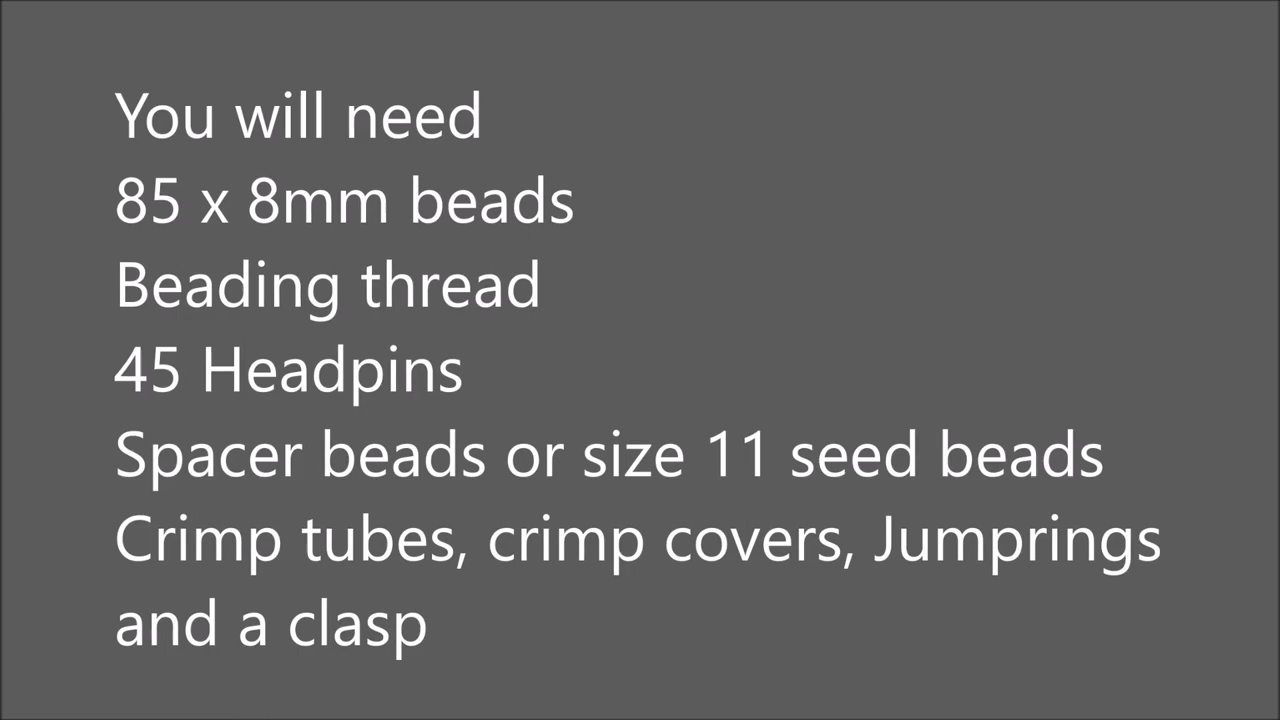 You will need
85 x 8mm beads
Beading thread
45 Headpins
Spacer beads or size 11 seed beads
Crimp tubes, crimp covers, Jumprings
and a clasp